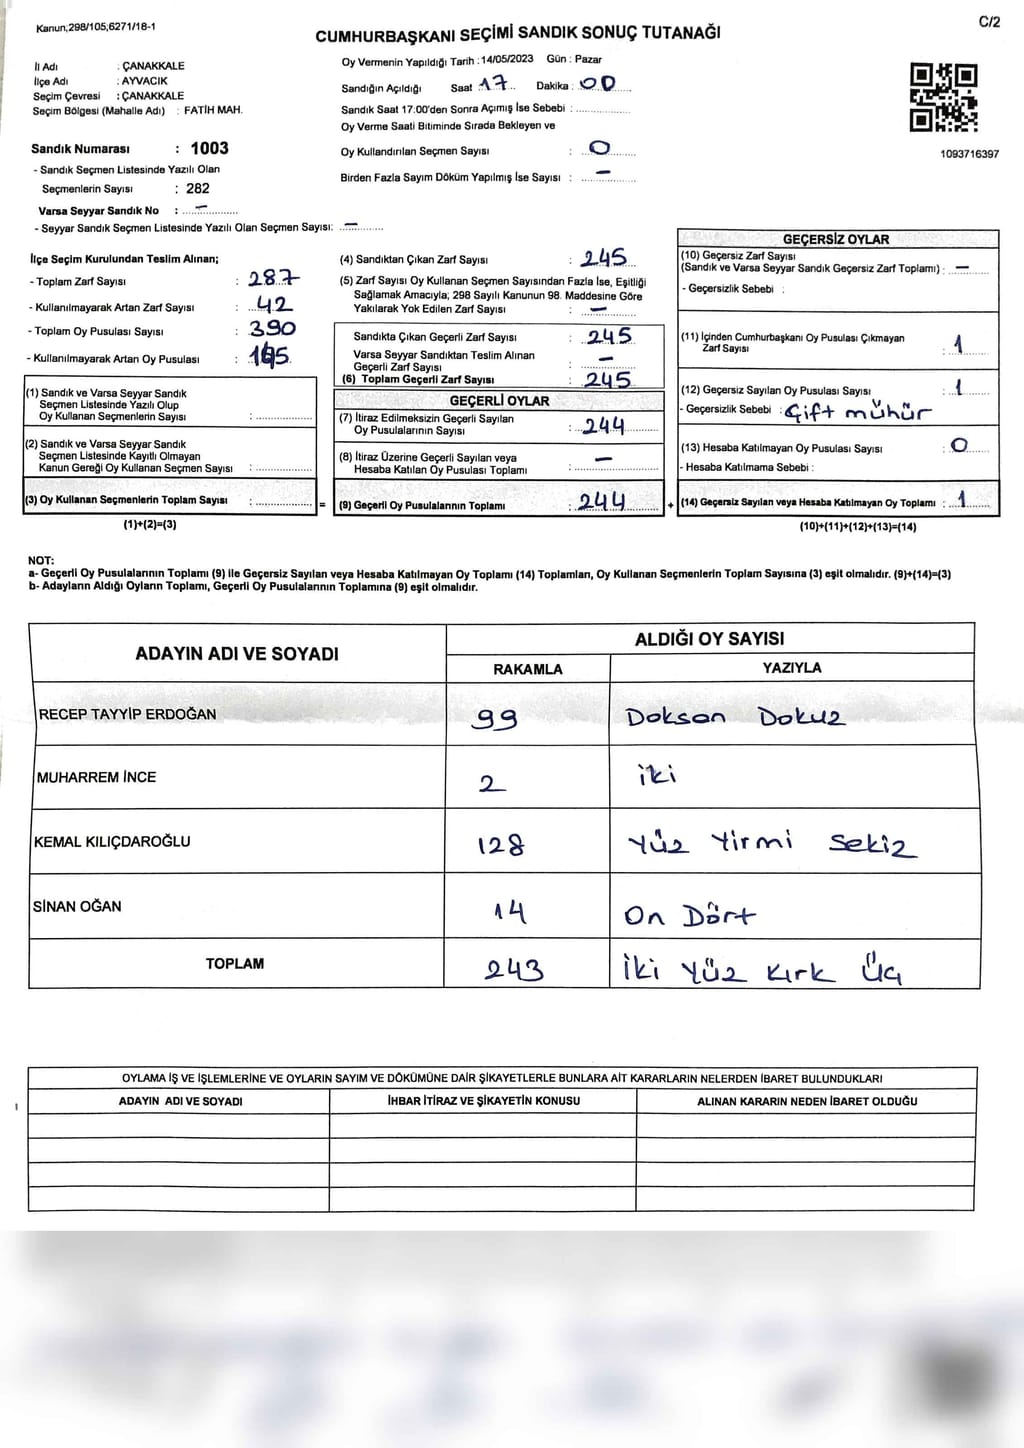 Kanun,298/105,6271/18-1
C/2
CUMHURBAŞKANI SEÇİMİ SANDIK SONUÇ TUTANAĞI
İl Adı : ÇANAKKALE
İlçe Adı : AYVACIK
Seçim Çevresi : ÇANAKKALE
Seçim Bölgesi (Mahalle Adı) : FATİH MAH.
Sandık Numarası : 1003
- Sandık Seçmen Listesinde Yazılı Olan
Seçmenlerin Sayısı : 282
Varsa Seyyar Sandık No : –
- Seyyar Sandık Seçmen Listesinde Yazılı Olan Seçmen Sayısı: –
Oy Vermenin Yapıldığı Tarih : 14/05/2023 Gün : Pazar
Sandığın Açıldığı Saat : 17 Dakika : 00
Sandık Saat 17:00'den Sonra Açımış İse Sebebi :
Oy Verme Saati Bitiminde Sırada Bekleyen ve
Oy Kullandırılan Seçmen Sayısı : 0
Birden Fazla Sayım Döküm Yapılmış İse Sayısı : –
1093716397
İlçe Seçim Kurulundan Teslim Alınan;
- Toplam Zarf Sayısı : 287
- Kullanılmayarak Artan Zarf Sayısı : 42
- Toplam Oy Pusulası Sayısı : 390
- Kullanılmayarak Artan Oy Pusulası :
(1) Sandık ve Varsa Seyyar Sandık
Seçmen Listesinde Yazılı Olup
Oy Kullanan Seçmenlerin Sayısı :
(2) Sandık ve Varsa Seyyar Sandık
Seçmen Listesinde Kayıtlı Olmayan
Kanun Gereği Oy Kullanan Seçmen Sayısı :
(3) Oy Kullanan Seçmenlerin Toplam Sayısı : =
(1)+(2)=(3)
(4) Sandıktan Çıkan Zarf Sayısı : 245
(5) Zarf Sayısı Oy Kullanan Seçmen Sayısından Fazla İse, Eşitliği
Sağlamak Amacıyla; 298 Sayılı Kanunun 98. Maddesine Göre
Yakılarak Yok Edilen Zarf Sayısı : –
Sandıkta Çıkan Geçerli Zarf Sayısı : 245
Varsa Seyyar Sandıktan Teslim Alınan
Geçerli Zarf Sayısı : –
(6) Toplam Geçerli Zarf Sayısı : 245
GEÇERLİ OYLAR
(7) İtiraz Edilmeksizin Geçerli Sayılan
Oy Pusulalarının Sayısı : 244
(8) İtiraz Üzerine Geçerli Sayılan veya
Hesaba Katılan Oy Pusulası Toplamı : –
(9) Geçerli Oy Pusulalarının Toplamı : 244 +
GEÇERSİZ OYLAR
(10) Geçersiz Zarf Sayısı
(Sandık ve Varsa Seyyar Sandık Geçersiz Zarf Toplamı) : –
- Geçersizlik Sebebi :
(11) İçinden Cumhurbaşkanı Oy Pusulası Çıkmayan
Zarf Sayısı : 1
(12) Geçersiz Sayılan Oy Pusulası Sayısı : 1
- Geçersizlik Sebebi : Çift mühür
(13) Hesaba Katılmayan Oy Pusulası Sayısı : 0
- Hesaba Katılmama Sebebi :
(14) Geçersiz Sayılan veya Hesaba Katılmayan Oy Toplamı : 1
(10)+(11)+(12)+(13)=(14)
NOT:
a- Geçerli Oy Pusulalarının Toplamı (9) ile Geçersiz Sayılan veya Hesaba Katılmayan Oy Toplamı (14) Toplamları, Oy Kullanan Seçmenlerin Toplam Sayısına (3) eşit olmalıdır. (9)+(14)=(3)
b- Adayların Aldığı Oyların Toplamı, Geçerli Oy Pusulalarının Toplamına (9) eşit olmalıdır.
ADAYIN ADI VE SOYADI
ALDIĞI OY SAYISI
RAKAMLA YAZIYLA
RECEP TAYYİP ERDOĞAN 99 Doksan Dokuz
MUHARREM İNCE 2 iki
KEMAL KILIÇDAROĞLU 128 Yüz Yirmi Sekiz
SİNAN OĞAN 14 On Dört
TOPLAM 243 İki Yüz Kırk Üç
OYLAMA İŞ VE İŞLEMLERİNE VE OYLARIN SAYIM VE DÖKÜMÜNE DAİR ŞİKAYETLERLE BUNLARA AİT KARARLARIN NELERDEN İBARET BULUNDUKLARI
ADAYIN ADI VE SOYADI İHBAR İTİRAZ VE ŞİKAYETİN KONUSU ALINAN KARARIN NEDEN İBARET OLDUĞU